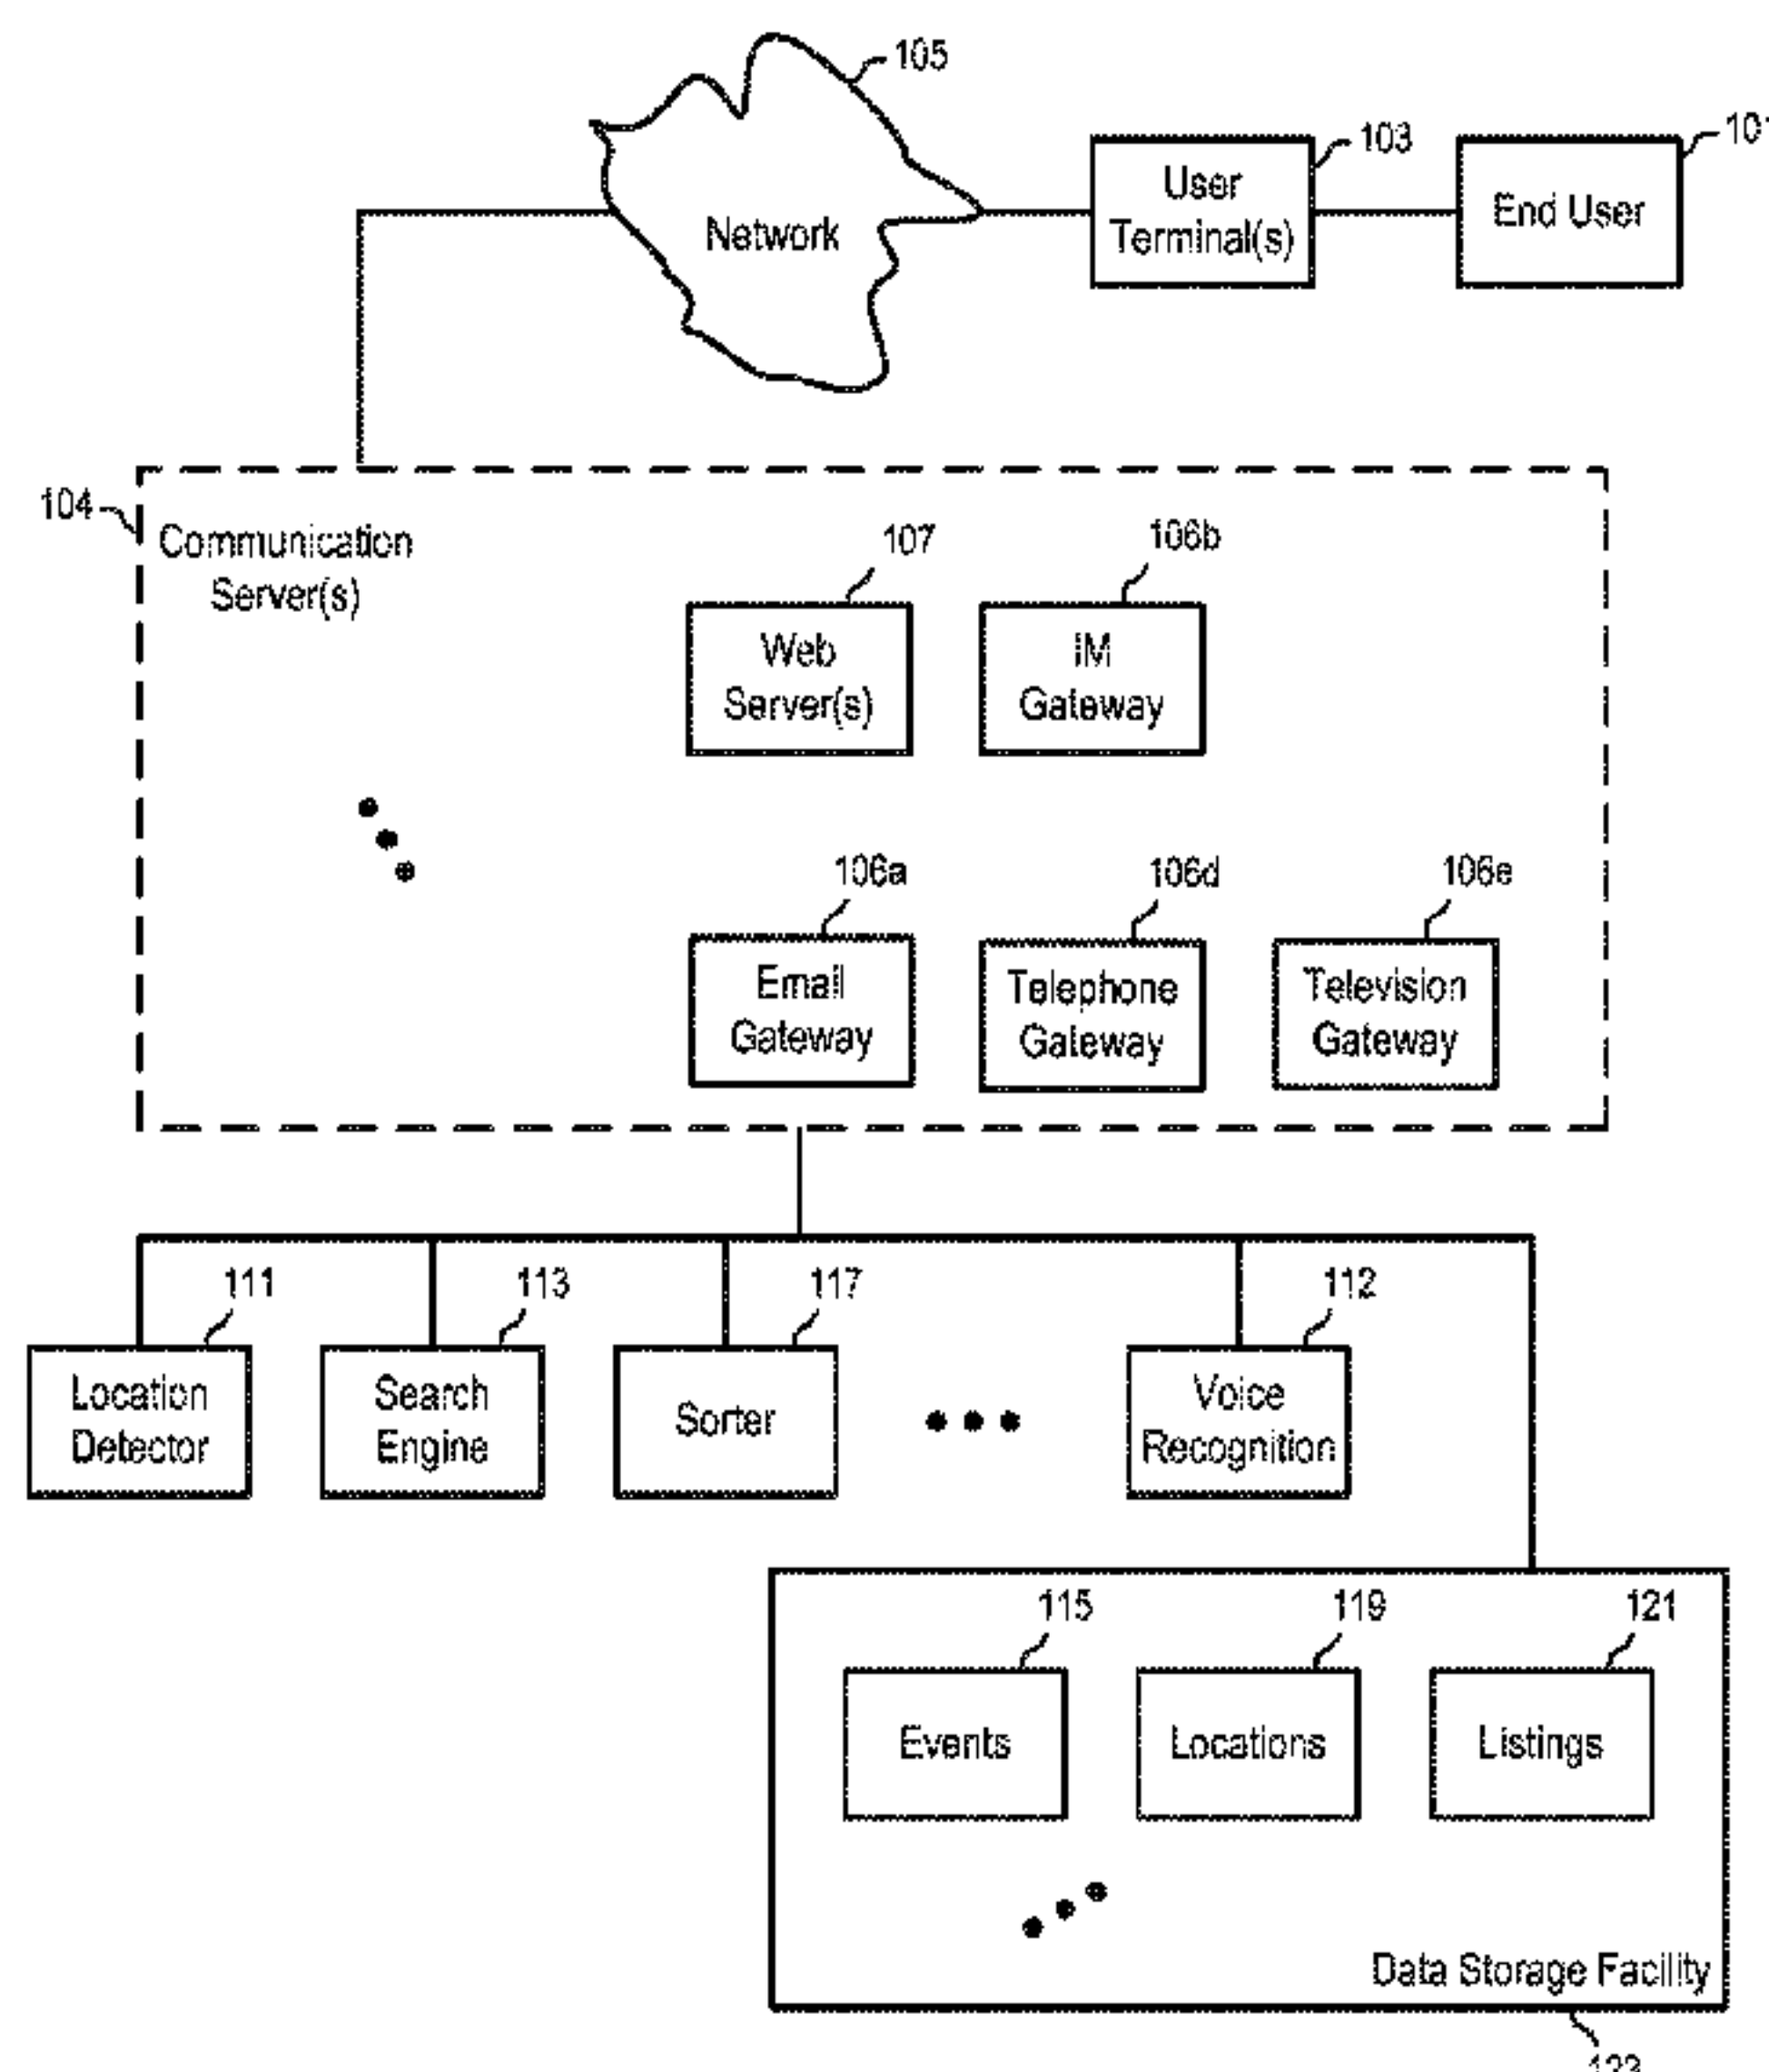 105
103
101
User
Terminal(s)
End User
Network
104
Communication
Server(s)
107
106b
Web
Server(s)
IM
Gateway
106a
106d
106e
Email
Gateway
Telephone
Gateway
Television
Gateway
111
113
117
112
Location
Detector
Search
Engine
Sorter
Voice
Recognition
115
119
121
Events
Locations
Listings
Data Storage Facility